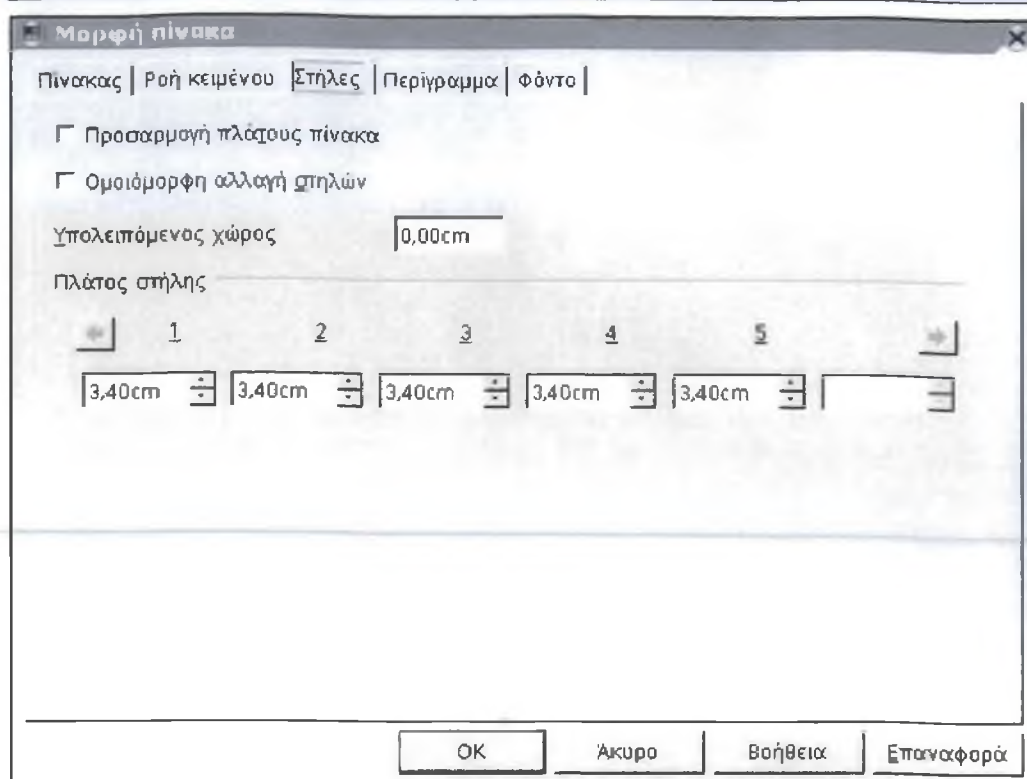 Μορφή πίνακα
Πίνακας Ροή κειμένου Στήλες Περίγραμμα Φόντο
Προσαρμογή πλάτους πίνακα
Ομοιόμορφη αλλαγή στηλών
Υπολειπόμενος χώρος 0,00cm
Πλάτος στήλης
1 2 3 4 5
3,40cm 3,40cm 3,40cm 3,40cm 3,40cm
OK Άκυρο Βοήθεια Επαναφορά